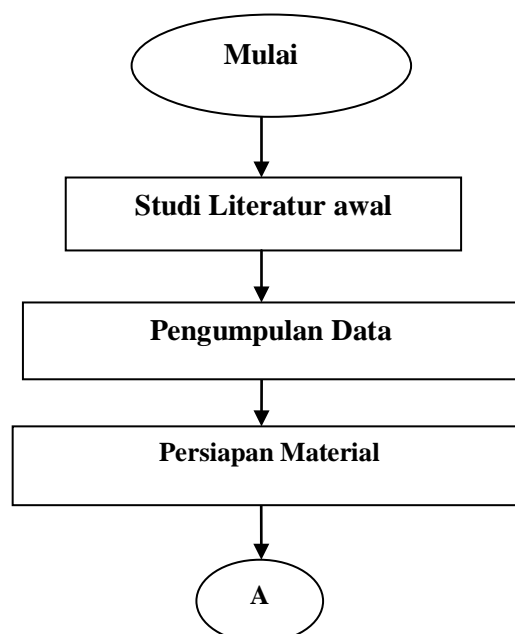 Mulai
Studi Literatur awal
Pengumpulan Data
Persiapan Material
A